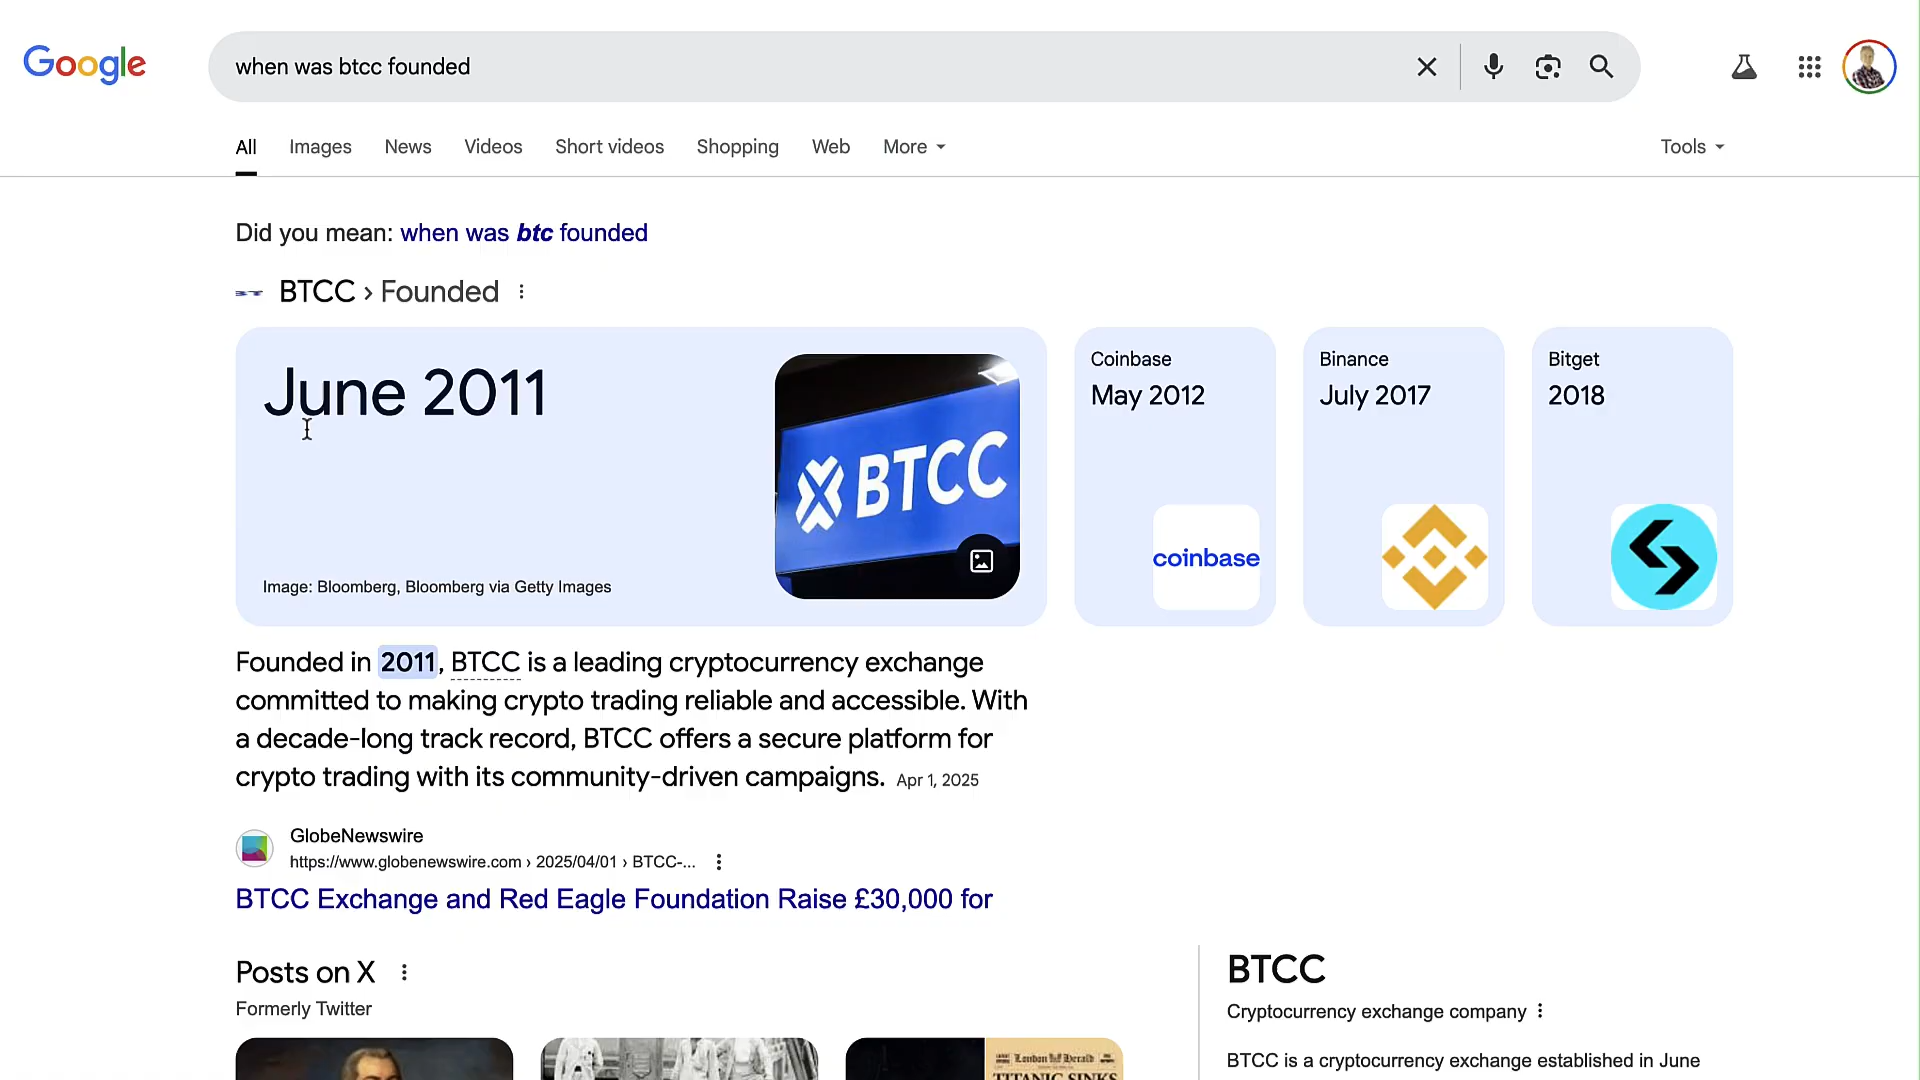 Google
when was btcc founded
All Images News Videos Short videos Shopping Web More Tools
Did you mean: when was btc founded
BTCC › Founded
June 2011
BTCC
Image: Bloomberg, Bloomberg via Getty Images
Coinbase
May 2012
coinbase
Binance
July 2017
Bitget
2018
Founded in 2011, BTCC is a leading cryptocurrency exchange
committed to making crypto trading reliable and accessible. With
a decade-long track record, BTCC offers a secure platform for
crypto trading with its community-driven campaigns. Apr 1, 2025
GlobeNewswire
https://www.globenewswire.com › 2025/04/01 › BTCC-...
BTCC Exchange and Red Eagle Foundation Raise £30,000 for
Posts on X
Formerly Twitter
London Herald
TITANIC SINKS
BTCC
Cryptocurrency exchange company
BTCC is a cryptocurrency exchange established in June